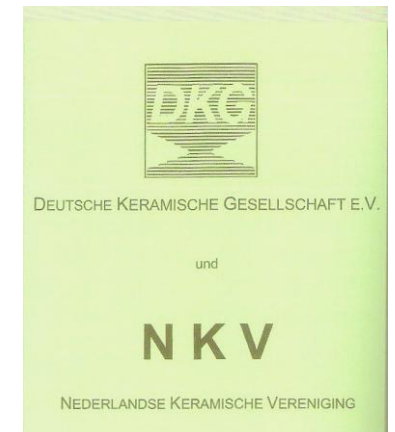 DKG
DEUTSCHE KERAMISCHE GESELLSCHAFT E.V.
und
NKV
NEDERLANDSE KERAMISCHE VERENIGING